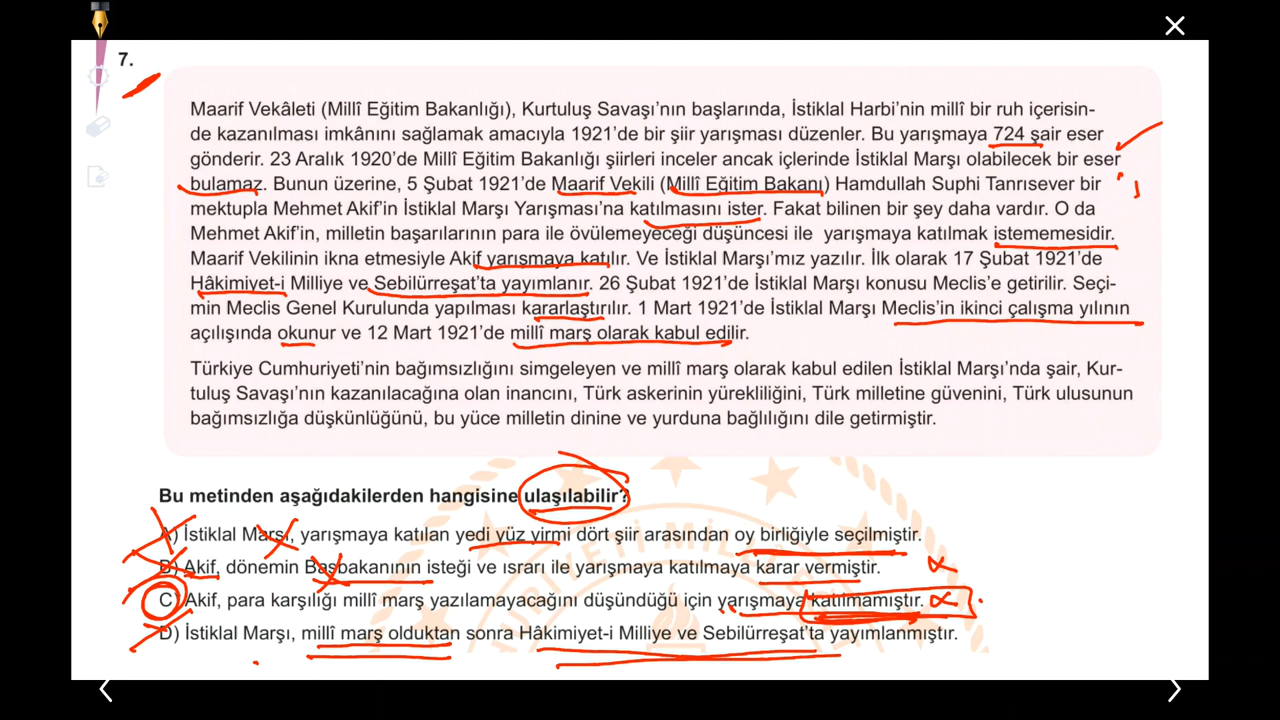 7.
Maarif Vekâleti (Millî Eğitim Bakanlığı), Kurtuluş Savaşı’nın başlarında, İstiklal Harbi’nin millî bir ruh içerisin-
de kazanılması imkânını sağlamak amacıyla 1921’de bir şiir yarışması düzenler. Bu yarışmaya 724 şair eser
gönderir. 23 Aralık 1920’de Millî Eğitim Bakanlığı şiirleri inceler ancak içlerinde İstiklal Marşı olabilecek bir eser
bulamaz. Bunun üzerine, 5 Şubat 1921’de Maarif Vekili (Millî Eğitim Bakanı) Hamdullah Suphi Tanrısever bir
mektupla Mehmet Akif’in İstiklal Marşı Yarışması’na katılmasını ister. Fakat bilinen bir şey daha vardır. O da
Mehmet Akif’in, milletin başarılarının para ile övülemeyeceği düşüncesi ile yarışmaya katılmak istememesidir.
Maarif Vekilinin ikna etmesiyle Akif yarışmaya katılır. Ve İstiklal Marşı’mız yazılır. İlk olarak 17 Şubat 1921’de
Hâkimiyet-i Milliye ve Sebilürreşat’ta yayımlanır. 26 Şubat 1921’de İstiklal Marşı konusu Meclis’e getirilir. Seçi-
min Meclis Genel Kurulunda yapılması kararlaştırılır. 1 Mart 1921’de İstiklal Marşı Meclis’in ikinci çalışma yılının
açılışında okunur ve 12 Mart 1921’de millî marş olarak kabul edilir.
Türkiye Cumhuriyeti’nin bağımsızlığını simgeleyen ve millî marş olarak kabul edilen İstiklal Marşı’nda şair, Kur-
tuluş Savaşı’nın kazanılacağına olan inancını, Türk askerinin yürekliliğini, Türk milletine güvenini, Türk ulusunun
bağımsızlığa düşkünlüğünü, bu yüce milletin dinine ve yurduna bağlılığını dile getirmiştir.
Bu metinden aşağıdakilerden hangisine ulaşılabilir?
A) İstiklal Marşı, yarışmaya katılan yedi yüz yirmi dört şiir arasından oy birliğiyle seçilmiştir.
B) Akif, dönemin Başbakanının isteği ve ısrarı ile yarışmaya katılmaya karar vermiştir.
C) Akif, para karşılığı millî marş yazılamayacağını düşündüğü için yarışmaya katılmamıştır.
D) İstiklal Marşı, millî marş olduktan sonra Hâkimiyet-i Milliye ve Sebilürreşat’ta yayımlanmıştır.